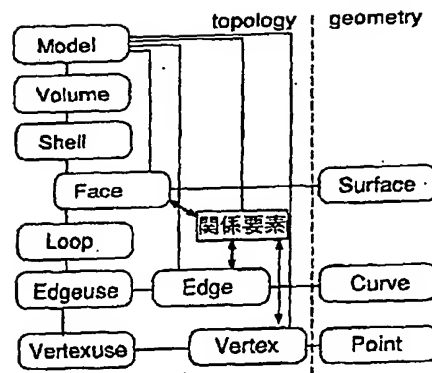 topology
geometry
Model
Volume
Shell
Face
Surface
関係要素
Loop
Edgeuse
Edge
Curve
Vertexuse
Vertex
Point